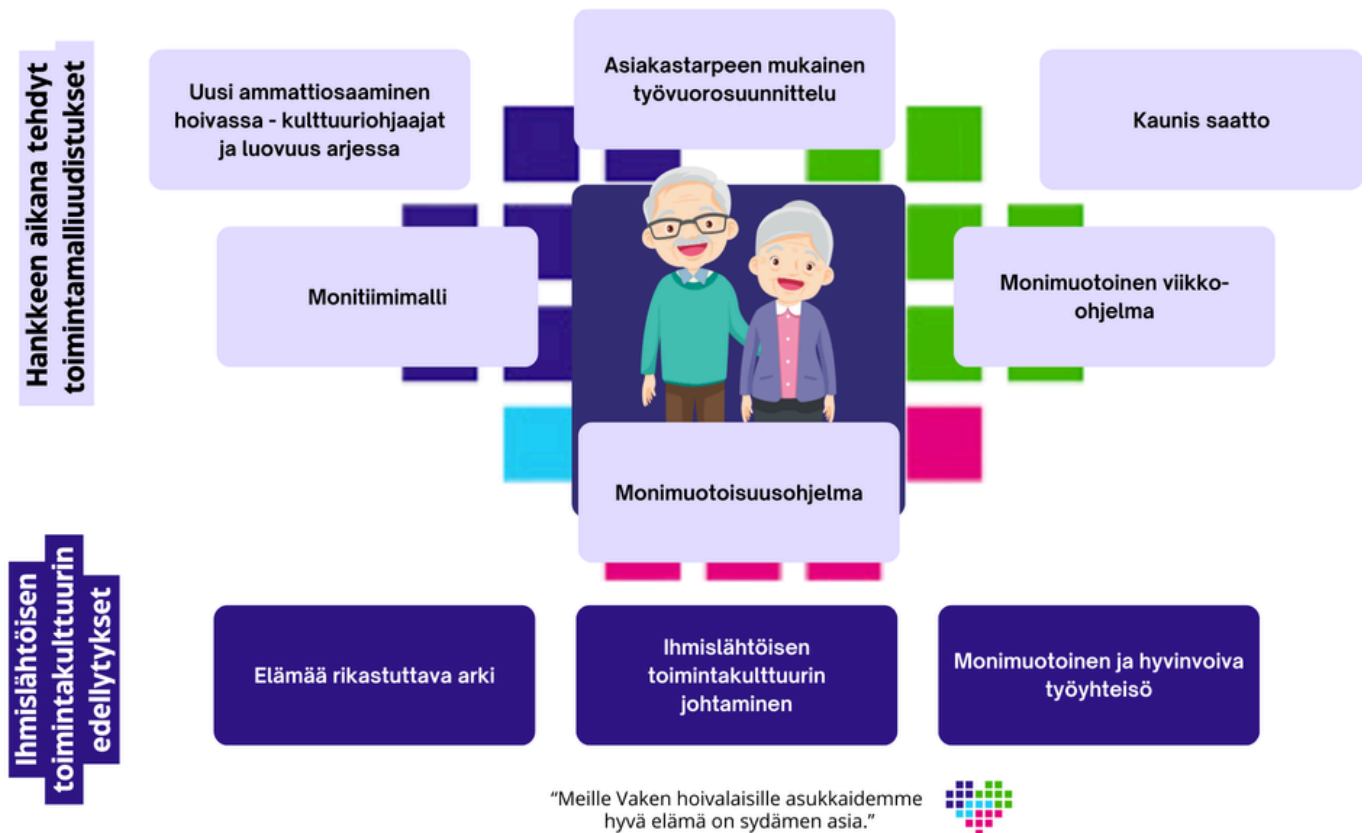 Hankkeen aikana tehdyt
toimintamalliuudistukset
Uusi ammattiosaaminen
hoivassa - kulttuuriohjaajat
ja luovuus arjessa
Asiakastarpeen mukainen
työvuorosuunnittelu
Kaunis saatto
Monitiimimalli
Monimuotoinen viikko-
ohjelma
Monimuotoisuusohjelma
Ihmislähtöisen
toimintakulttuurin
edellytykset
Elämää rikastuttava arki
Ihmislähtöisen
toimintakulttuurin
johtaminen
Monimuotoinen ja hyvinvoiva
työyhteisö
“Meille Vaken hoivalaisille asukkaidemme
hyvä elämä on sydämen asia.”